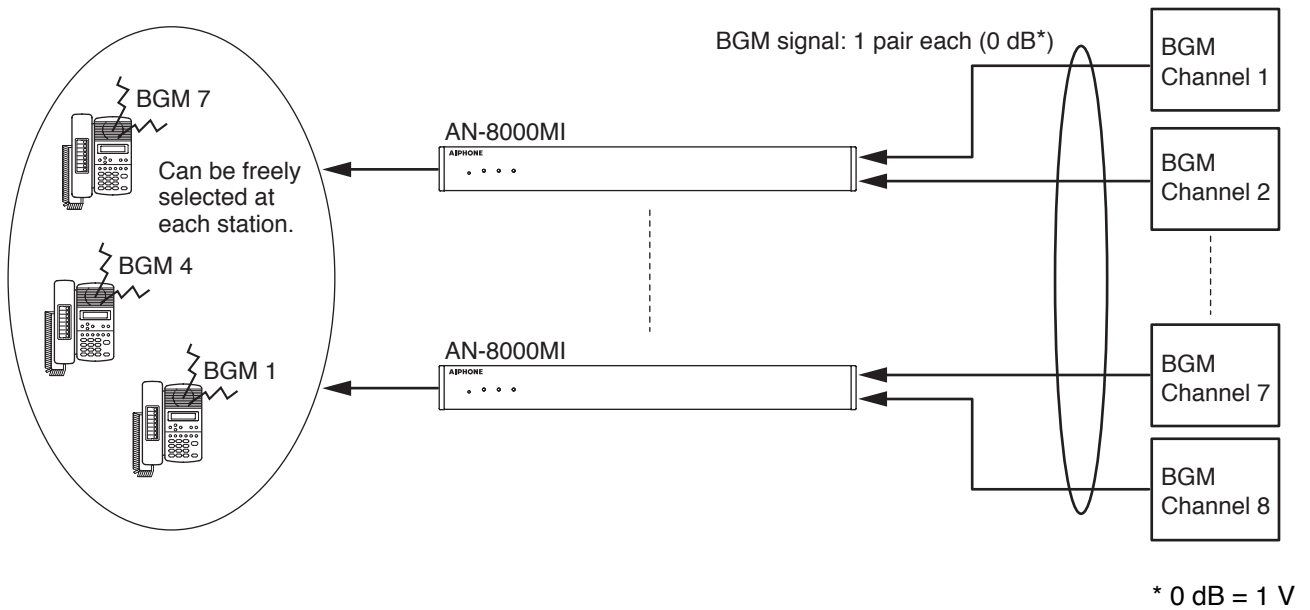 BGM signal: 1 pair each (0 dB*)
BGM
Channel 1
BGM 7
AN-8000MI
AIPHONE
Can be freely
selected at
each station.
BGM
Channel 2
BGM 4
AN-8000MI
AIPHONE
BGM 1
BGM
Channel 7
BGM
Channel 8
* 0 dB = 1 V